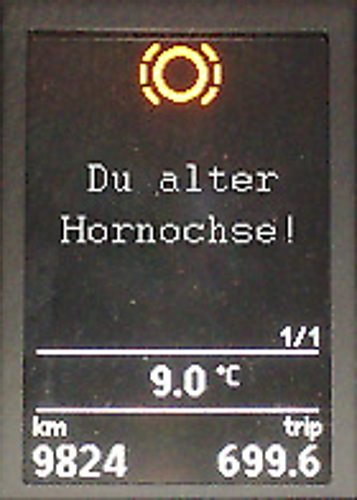 Du alter
Hornochse!
1/1
9.0 °C
km trip
9824 699.6